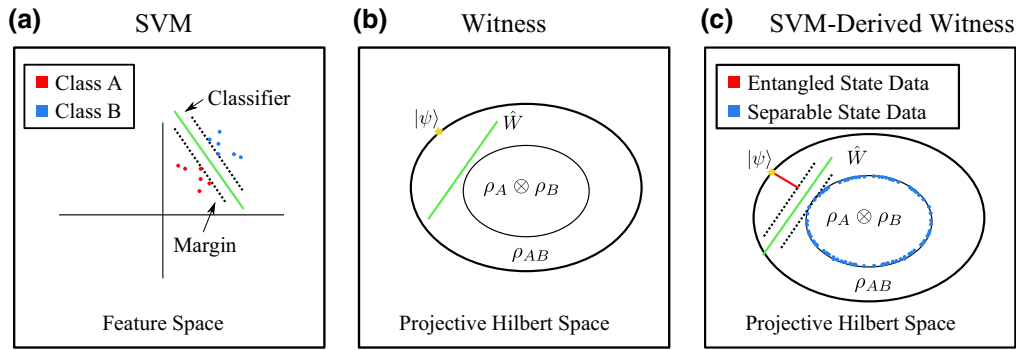 (a) SVM
Class A
Class B
Classifier
Margin
Feature Space
(b) Witness
|ψ⟩
Ŵ
ρ_A ⊗ ρ_B
ρ_AB
Projective Hilbert Space
(c) SVM-Derived Witness
Entangled State Data
Separable State Data
|ψ⟩
Ŵ
ρ_A ⊗ ρ_B
ρ_AB
Projective Hilbert Space